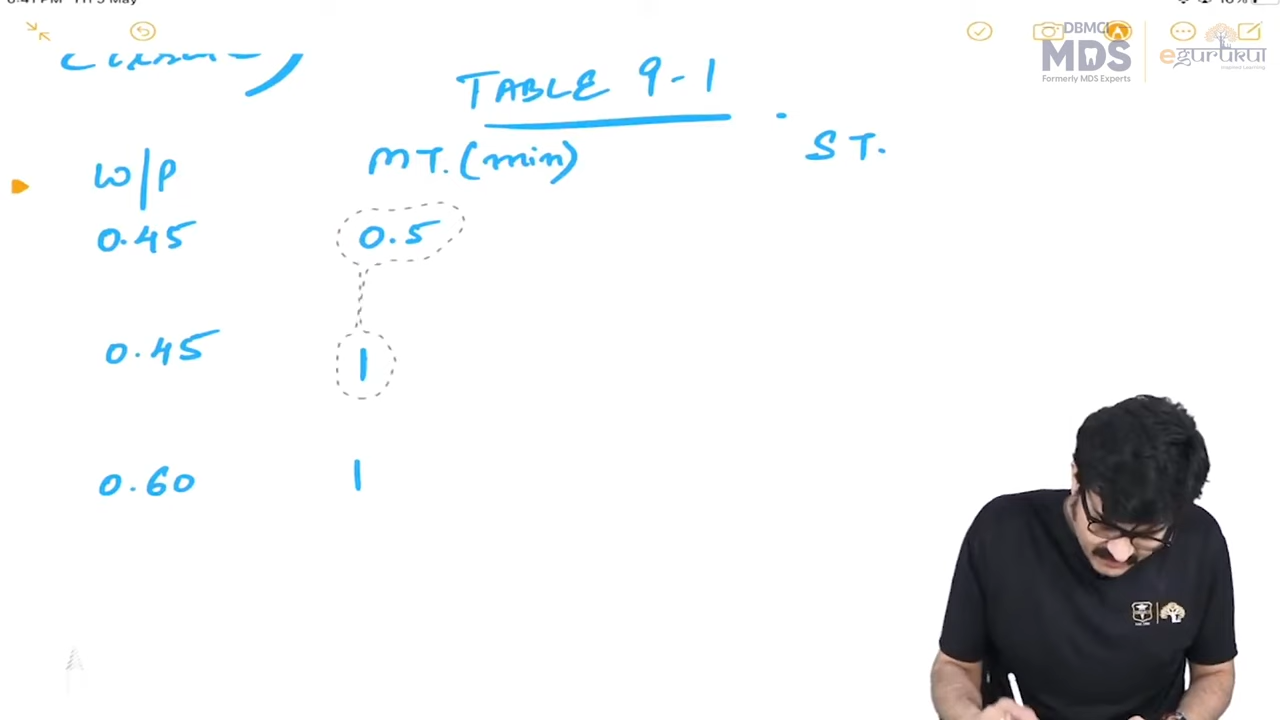 TABLE 9-1
W/P MT. (min) ST.
0.45 0.5
0.45 1
0.60 1
DBMCI
MDS
Formerly MDS Experts
egurukul